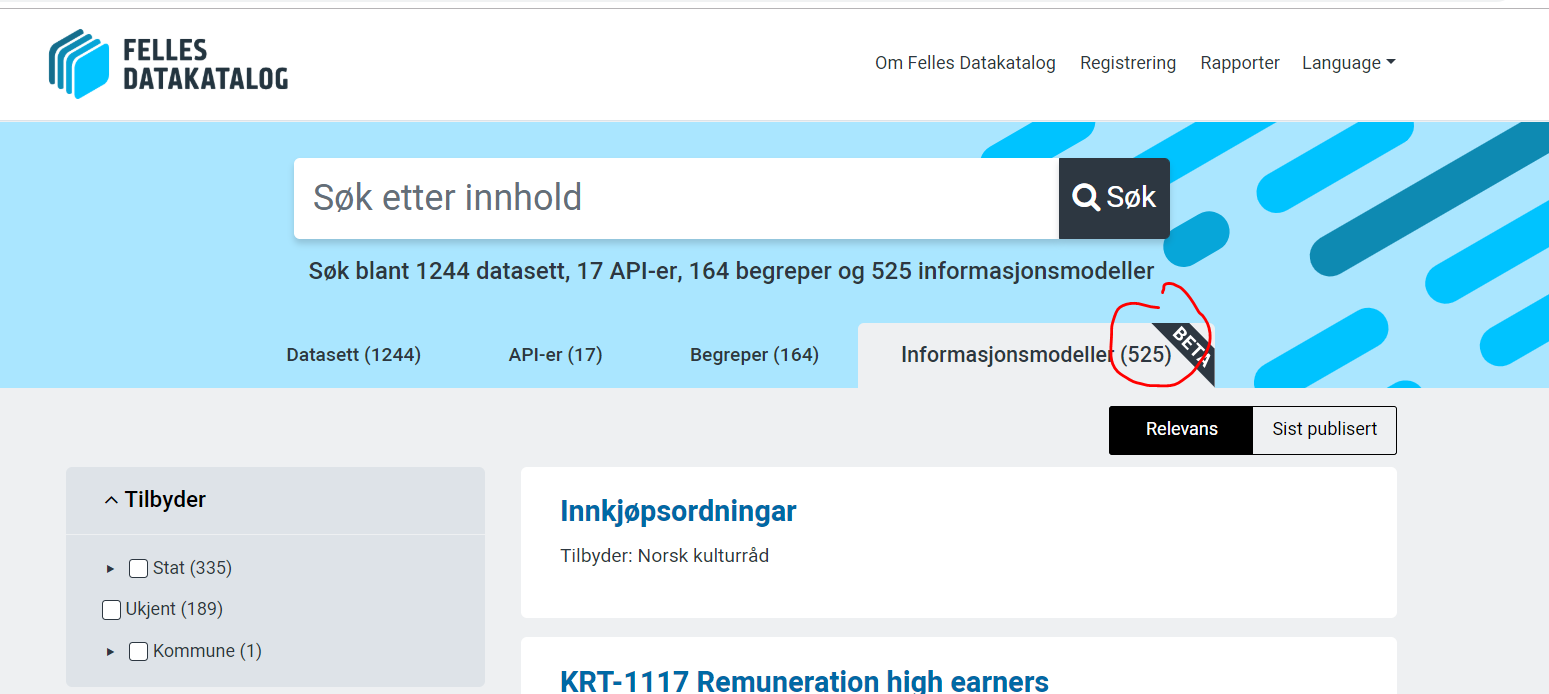 FELLES
DATAKATALOG
Om Felles Datakatalog Registrering Rapporter Language
Søk etter innhold
Søk
Søk blant 1244 datasett, 17 API-er, 164 begreper og 525 informasjonsmodeller
Datasett (1244) API-er (17) Begreper (164) Informasjonsmodeller (525) BETA
Relevans Sist publisert
Tilbyder
Stat (335)
Ukjent (189)
Kommune (1)
Innkjøpsordningar
Tilbyder: Norsk kulturråd
KRT-1117 Remuneration high earners